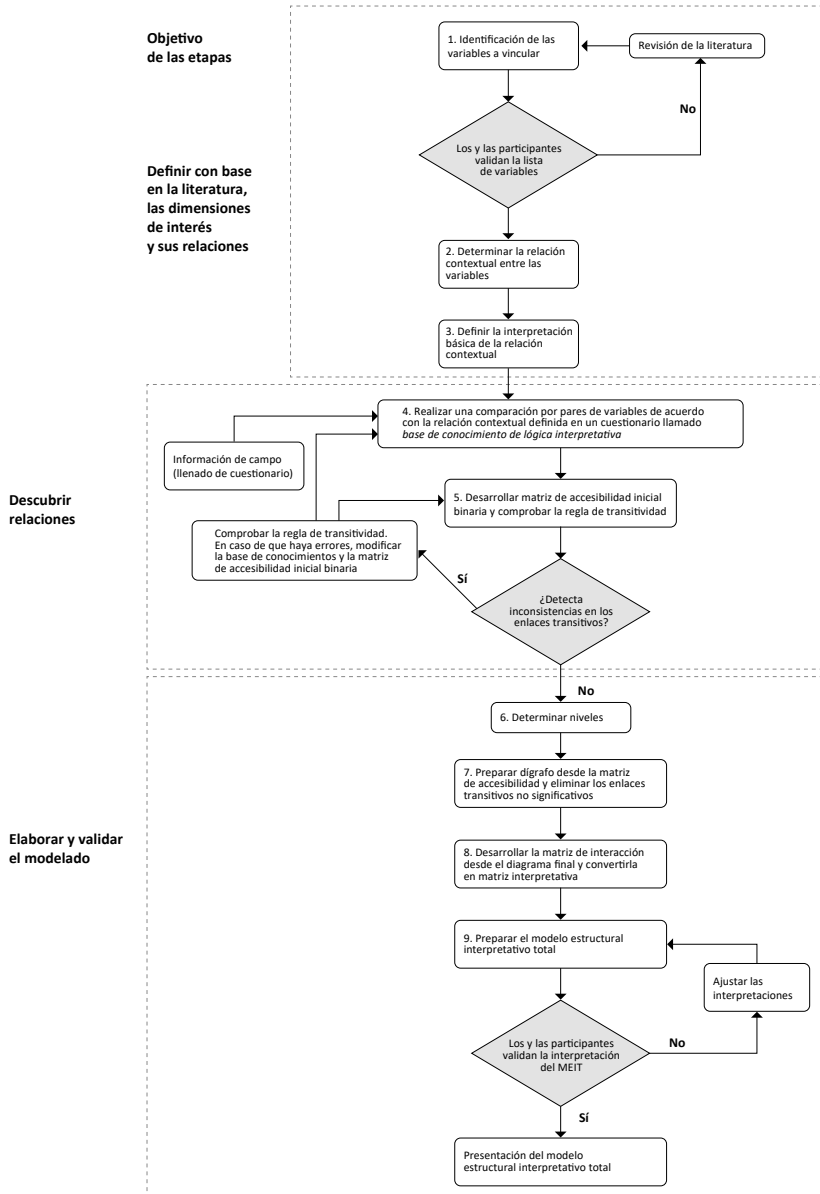 Objetivo
de las etapas
1. Identificación de las
variables a vincular
Revisión de la literatura
No
Los y las participantes
validan la lista
de variables
Definir con base
en la literatura,
las dimensiones
de interés
y sus relaciones
2. Determinar la relación
contextual entre las
variables
3. Definir la interpretación
básica de la relación
contextual
4. Realizar una comparación por pares de variables de acuerdo
con la relación contextual definida en un cuestionario llamado
base de conocimiento de lógica interpretativa
Información de campo
(llenado de cuestionario)
Descubrir
relaciones
5. Desarrollar matriz de accesibilidad inicial
binaria y comprobar la regla de transitividad
Comprobar la regla de transitividad.
En caso de que haya errores, modificar
la base de conocimientos y la matriz
de accesibilidad inicial binaria
Sí
¿Detecta
inconsistencias en los
enlaces transitivos?
No
6. Determinar niveles
7. Preparar dígrafo desde la matriz
de accesibilidad y eliminar los enlaces
transitivos no significativos
Elaborar y validar
el modelado
8. Desarrollar la matriz de interacción
desde el diagrama final y convertirla
en matriz interpretativa
9. Preparar el modelo estructural
interpretativo total
Ajustar las
interpretaciones
Los y las participantes
validan la interpretación
del MEIT
No
Sí
Presentación del modelo
estructural interpretativo total